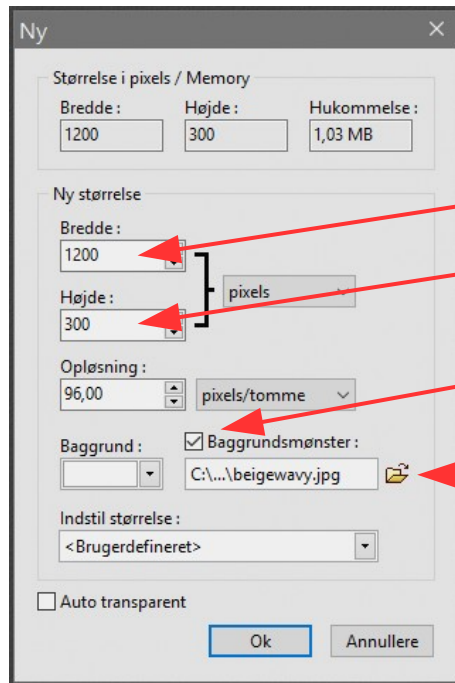 Ny
Størrelse i pixels / Memory
Bredde : Højde : Hukommelse :
1200 300 1,03 MB
Ny størrelse
Bredde :
1200
pixels
Højde :
300
Opløsning :
96,00 pixels/tomme
Baggrund : Baggrundsmønster :
C:\...\beigewavy.jpg
Indstil størrelse :
<Brugerdefineret>
Auto transparent
Ok Annullere